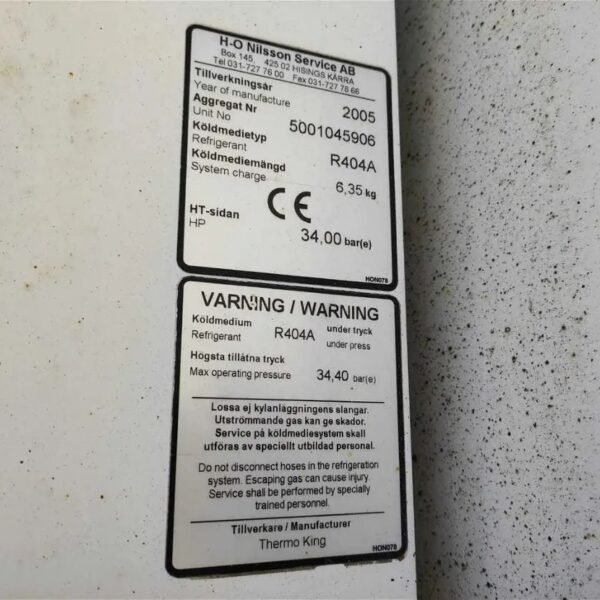 H-O Nilsson Service AB
Box 145, 425 02 HISINGS KÄRRA
Tel 031-727 76 00 Fax 031-727 78 66
Tillverkningsår
Year of manufacture 2005
Aggregat Nr
Unit No 5001045906
Köldmedietyp
Refrigerant R404A
Köldmediemängd
System charge 6,35 kg
CE
HT-sidan
HP 34,00 bar(e)
HON078
VARNING / WARNING
Köldmedium under tryck
Refrigerant R404A under press
Högsta tillåtna tryck
Max operating pressure 34,40 bar(e)
Lossa ej kylanläggningens slangar.
Utströmmande gas kan ge skador.
Service på köldmediesystem skall
utföras av speciellt utbildad personal.
Do not disconnect hoses in the refrigeration
system. Escaping gas can cause injury.
Service shall be performed by specially
trained personnel.
Tillverkare / Manufacturer
Thermo King
HON078